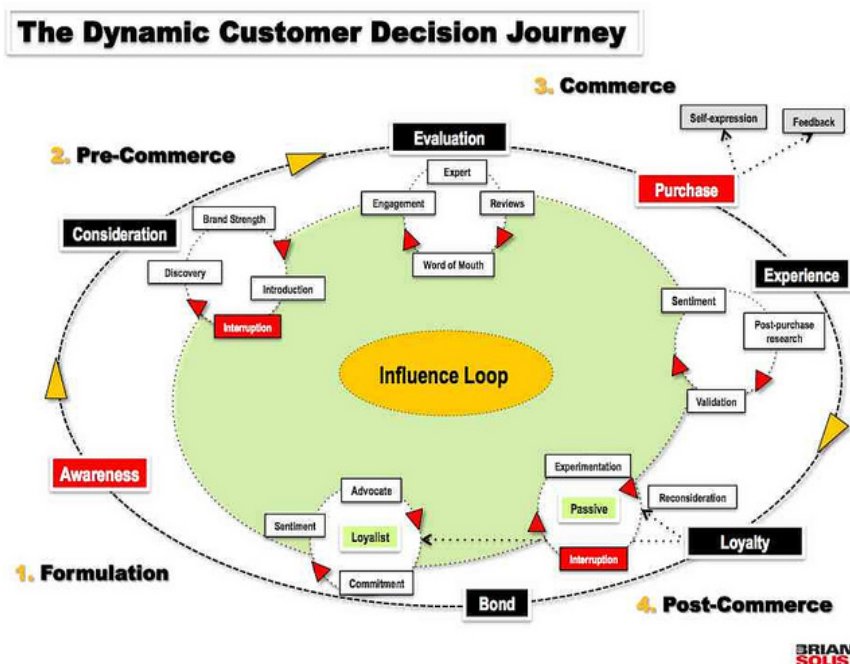 The Dynamic Customer Decision Journey
3. Commerce
Self-expression
Feedback
Evaluation
2. Pre-Commerce
Expert
Purchase
Engagement
Reviews
Brand Strength
Consideration
Word of Mouth
Discovery
Experience
Introduction
Sentiment
Interruption
Post-purchase
research
Influence Loop
Validation
Awareness
Experimentation
Advocate
Reconsideration
Passive
Sentiment
Loyalist
Loyalty
Interruption
1. Formulation
Commitment
Bond
4. Post-Commerce
BRIAN
SOLIS